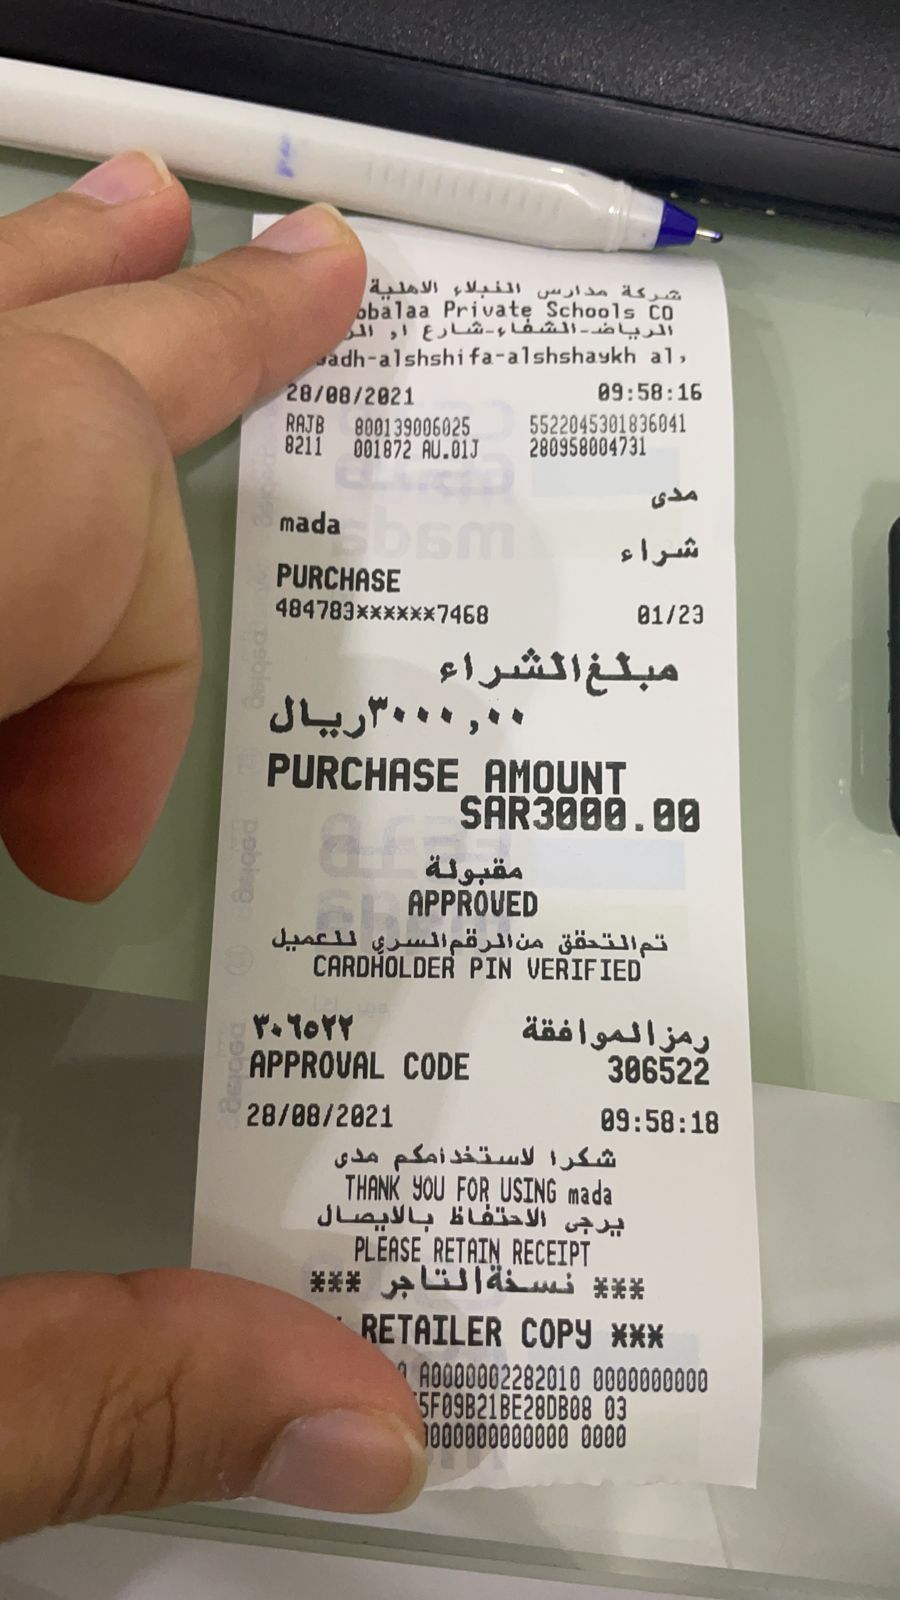 شركة مدارس النبلاء الاهلية
obalaa Private Schools CO
الرياض-الشفاء-شارع ا, الر
adh-alshshifa-alshshaykh al,
28/08/2021 09:58:16
RAJB 800139006025 5522045301836041
8211 001872 AU.01J 280958004731
مدى
mada
شراء
PURCHASE
484783******7468 01/23
مبلغ الشراء
٣٠٠٠,٠٠ ريال
PURCHASE AMOUNT
SAR3000.00
مقبولة
APPROVED
تم التحقق من الرقم السري للعميل
CARDHOLDER PIN VERIFIED
رمز الموافقة ٣٠٦٥٢٢
APPROVAL CODE 306522
28/08/2021 09:58:18
شكرا لاستخدامكم مدى
THANK YOU FOR USING mada
يرجى الاحتفاظ بالايصال
PLEASE RETAIN RECEIPT
*** نسخة التاجر ***
RETAILER COPY ***
A0000002282010 0000000000
5F09B21BE28DB08 03
0000000000000 0000